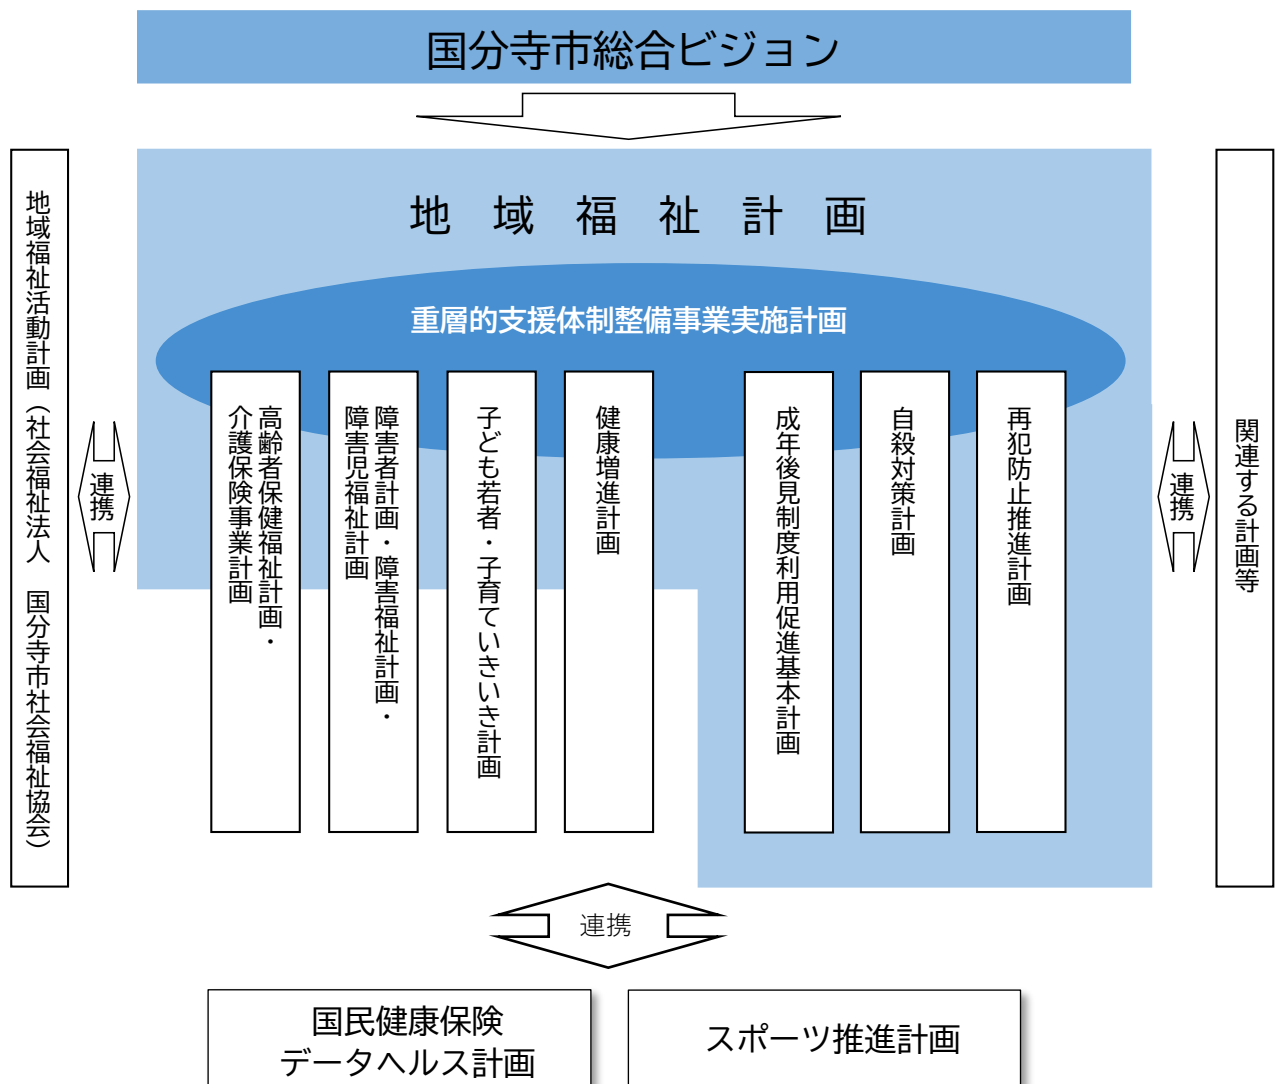 国分寺市総合ビジョン
地域福祉計画
重層的支援体制整備事業実施計画
地域福祉活動計画（社会福祉法人　国分寺市社会福祉協会）
連携
高齢者保健福祉計画・
介護保険事業計画
障害者計画・障害福祉計画・
障害児福祉計画
子ども若者・子育ていきいき計画
健康増進計画
成年後見制度利用促進基本計画
自殺対策計画
再犯防止推進計画
連携
関連する計画等
連携
国民健康保険
データヘルス計画
スポーツ推進計画